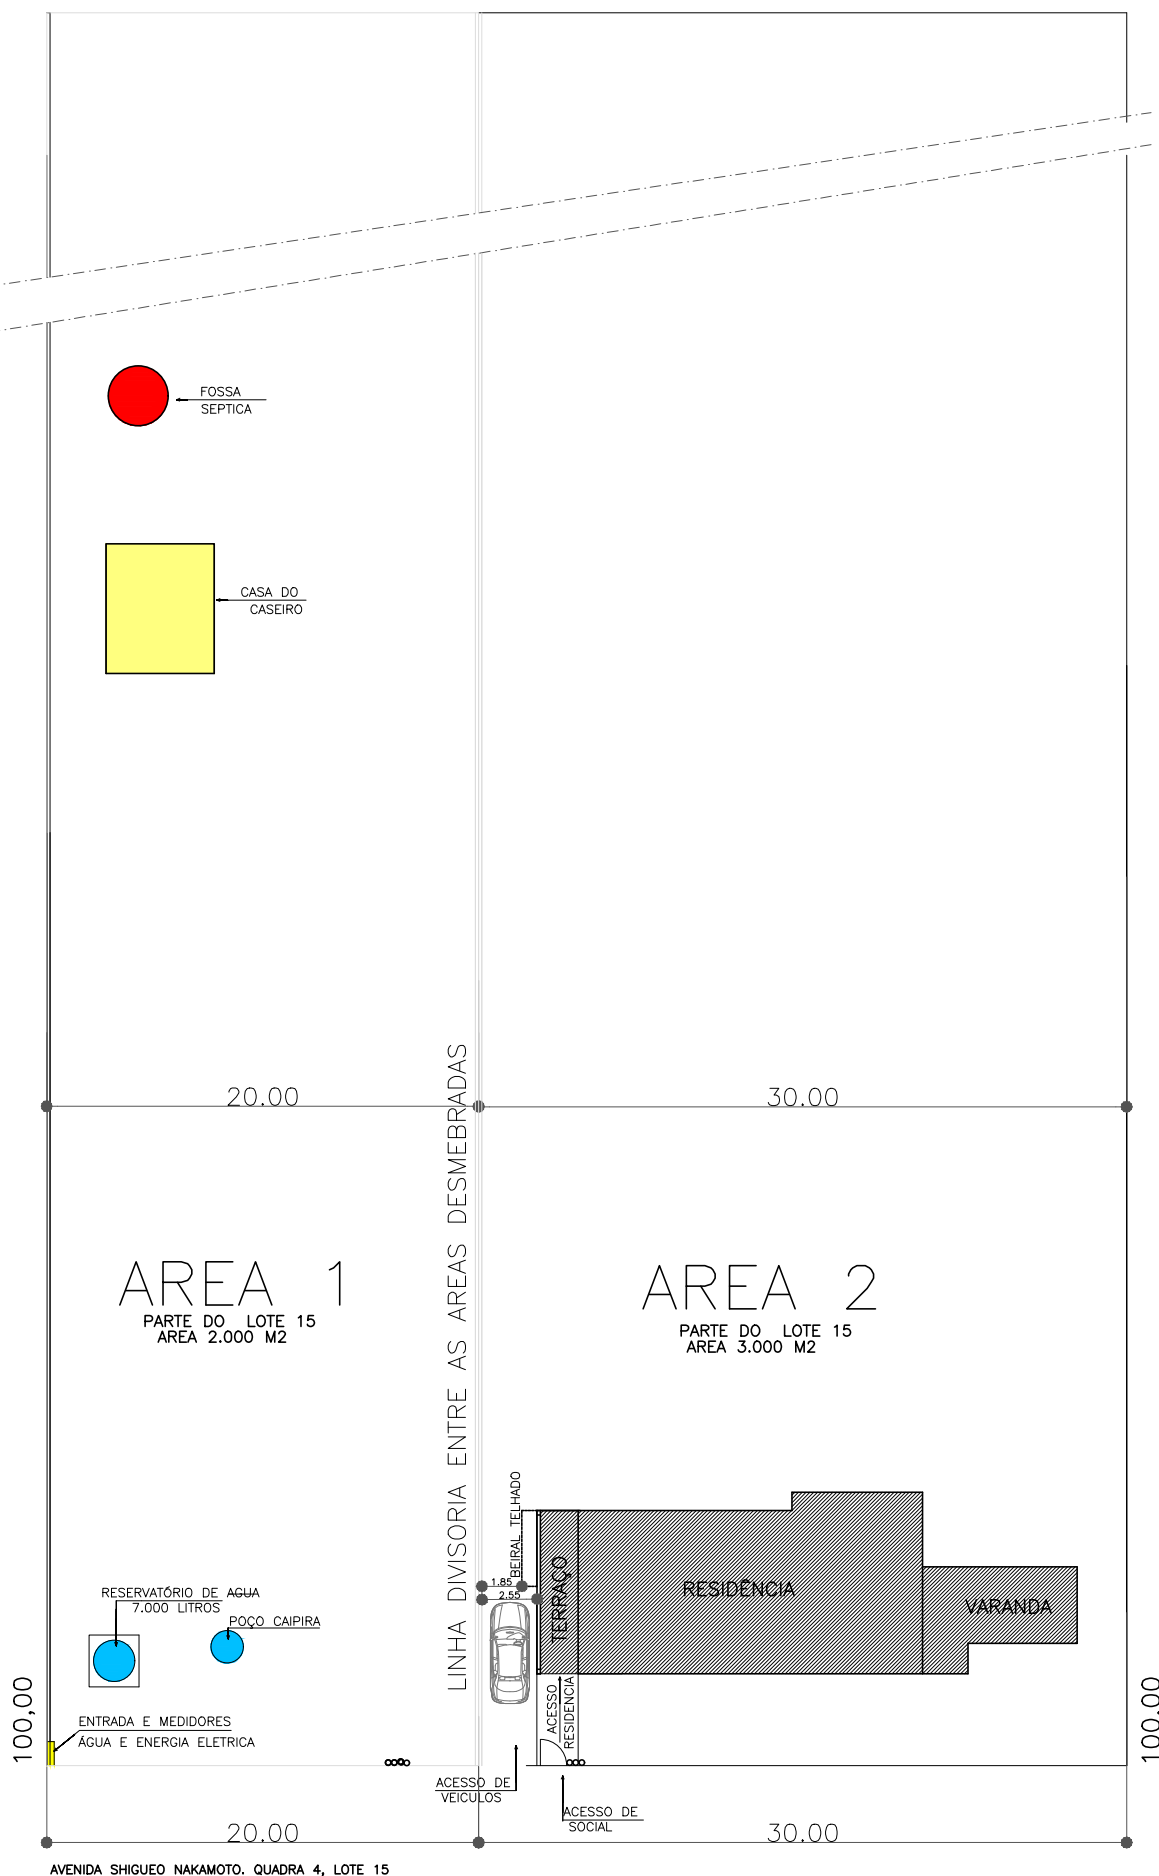 FOSSA
SEPTICA
CASA DO
CASEIRO
20.00
30.00
LINHA DIVISORIA ENTRE AS AREAS DESMEBRADAS
AREA 1
PARTE DO LOTE 15
AREA 2.000 M2
AREA 2
PARTE DO LOTE 15
AREA 3.000 M2
BEIRAL TELHADO
1.85
2.55
TERRAÇO
RESIDÊNCIA
VARANDA
RESERVATÓRIO DE AGUA
7.000 LITROS
POÇO CAIPIRA
100,00
ENTRADA E MEDIDORES
ÁGUA E ENERGIA ELETRICA
ACESSO
RESIDENCIA
100.00
ACESSO DE
VEICULOS
ACESSO DE
SOCIAL
20.00
30.00
AVENIDA SHIGUEO NAKAMOTO. QUADRA 4, LOTE 15